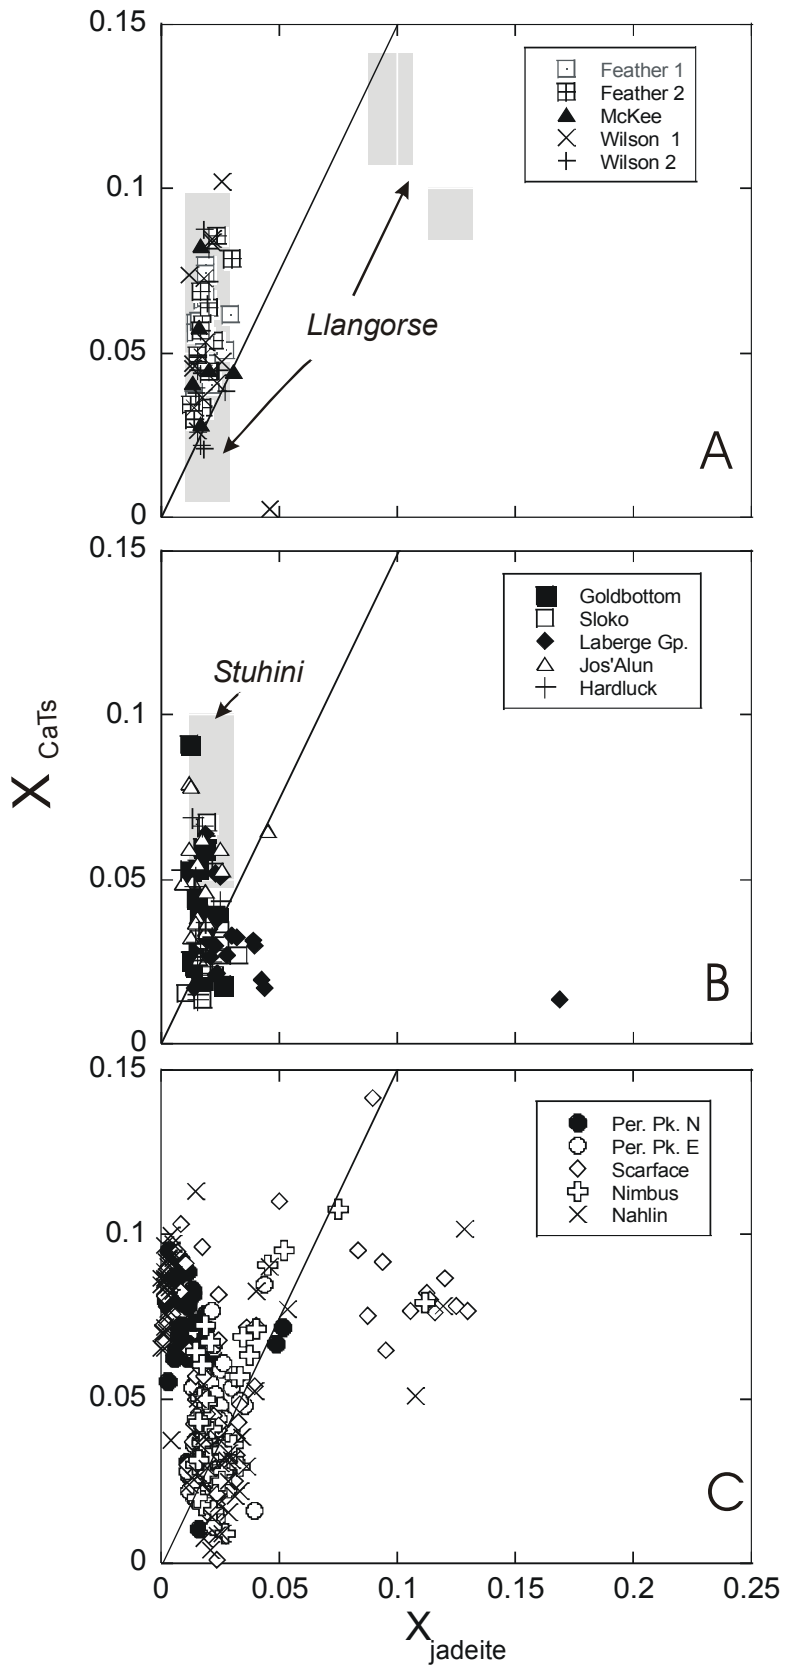 0.15
Feather 1
Feather 2
McKee
Wilson 1
Wilson 2
0.1
Llangorse
0.05
A
0
0.15
Goldbottom
Sloko
Laberge Gp.
Jos'Alun
Hardluck
Stuhini
0.1
X CaTs
0.05
B
0
0.15
Per. Pk. N
Per. Pk. E
Scarface
Nimbus
Nahlin
0.1
0.05
C
0
0 0.05 0.1 0.15 0.2 0.25
X jadeite